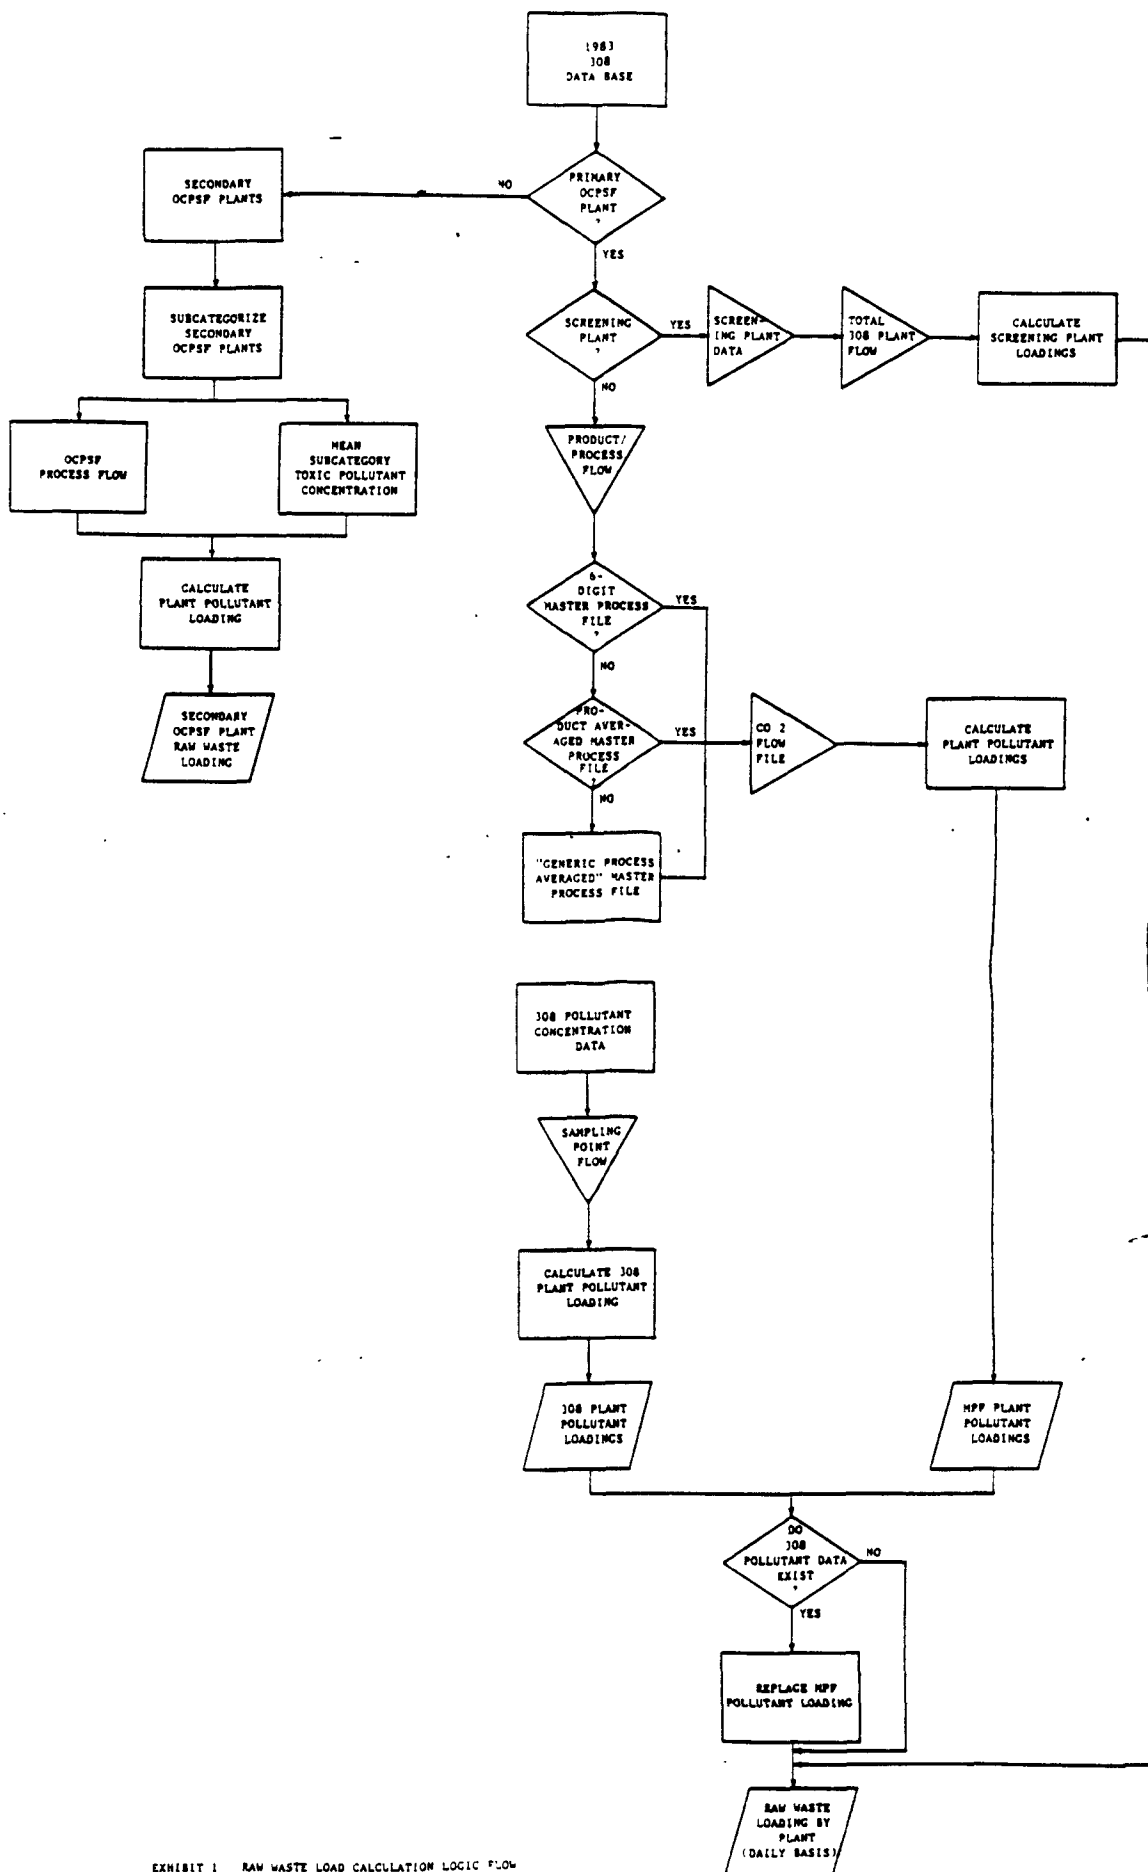 1983
308
DATA BASE
PRIMARY
OCPSF
PLANT
?
NO
YES
SECONDARY
OCPSF PLANTS
SUBCATEGORIZE
SECONDARY
OCPSF PLANTS
OCPSF
PROCESS FLOW
MEAN
SUBCATEGORY
TOXIC POLLUTANT
CONCENTRATION
CALCULATE
PLANT POLLUTANT
LOADING
SECONDARY
OCPSF PLANT
RAW WASTE
LOADING
SCREENING
PLANT
?
YES
NO
SCREEN-
ING PLANT
DATA
TOTAL
308 PLANT
FLOW
CALCULATE
SCREENING PLANT
LOADINGS
PRODUCT/
PROCESS
FLOW
6-
DIGIT
MASTER PROCESS
FILE
?
YES
NO
PRO-
DUCT AVER-
AGED MASTER
PROCESS
FILE
?
YES
NO
CO 2
FLOW
FILE
CALCULATE
PLANT POLLUTANT
LOADINGS
"GENERIC PROCESS
AVERAGED" MASTER
PROCESS FILE
308 POLLUTANT
CONCENTRATION
DATA
SAMPLING
POINT
FLOW
CALCULATE 308
PLANT POLLUTANT
LOADING
308 PLANT
POLLUTANT
LOADINGS
MPF PLANT
POLLUTANT
LOADINGS
DO
308
POLLUTANT DATA
EXIST
?
NO
YES
REPLACE MPF
POLLUTANT LOADING
RAW WASTE
LOADING BY
PLANT
(DAILY BASIS)
EXHIBIT 1 RAW WASTE LOAD CALCULATION LOGIC FLOW